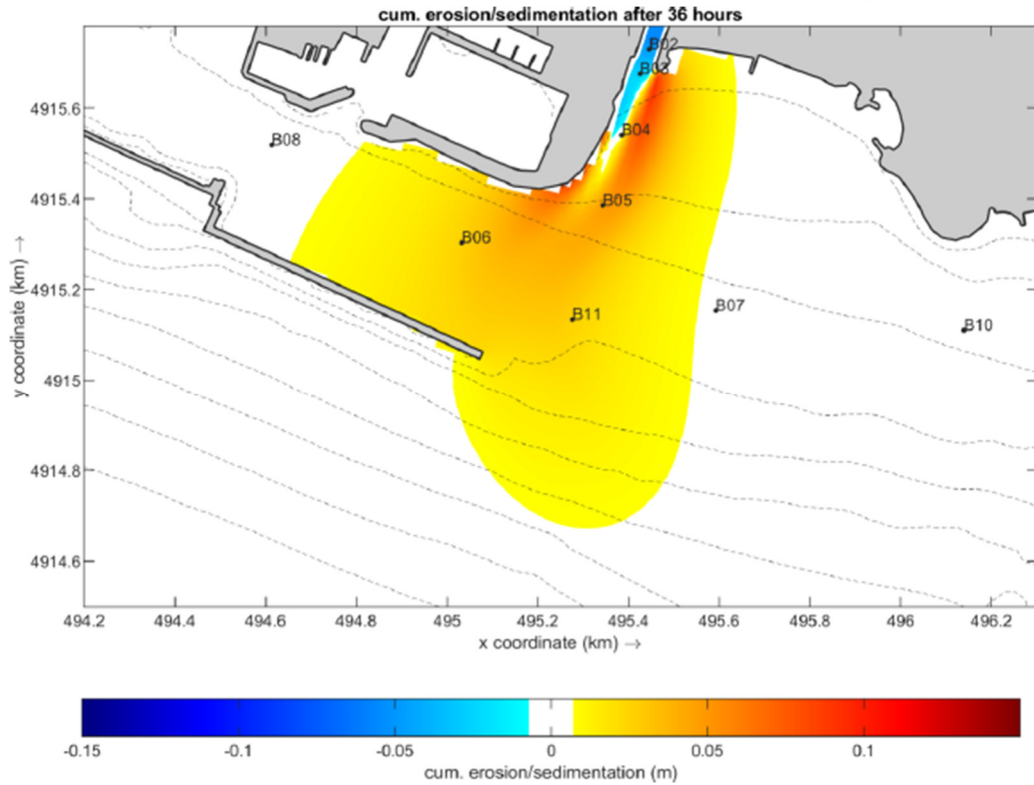 cum. erosion/sedimentation after 36 hours
B02
B03
4915.6
B04
B08
4915.4
B05
B06
y coordinate (km) →
4915.2
B11
B07
B10
4915
4914.8
4914.6
494.2 494.4 494.6 494.8 495 495.2 495.4 495.6 495.8 496 496.2
x coordinate (km) →
-0.15 -0.1 -0.05 0 0.05 0.1
cum. erosion/sedimentation (m)